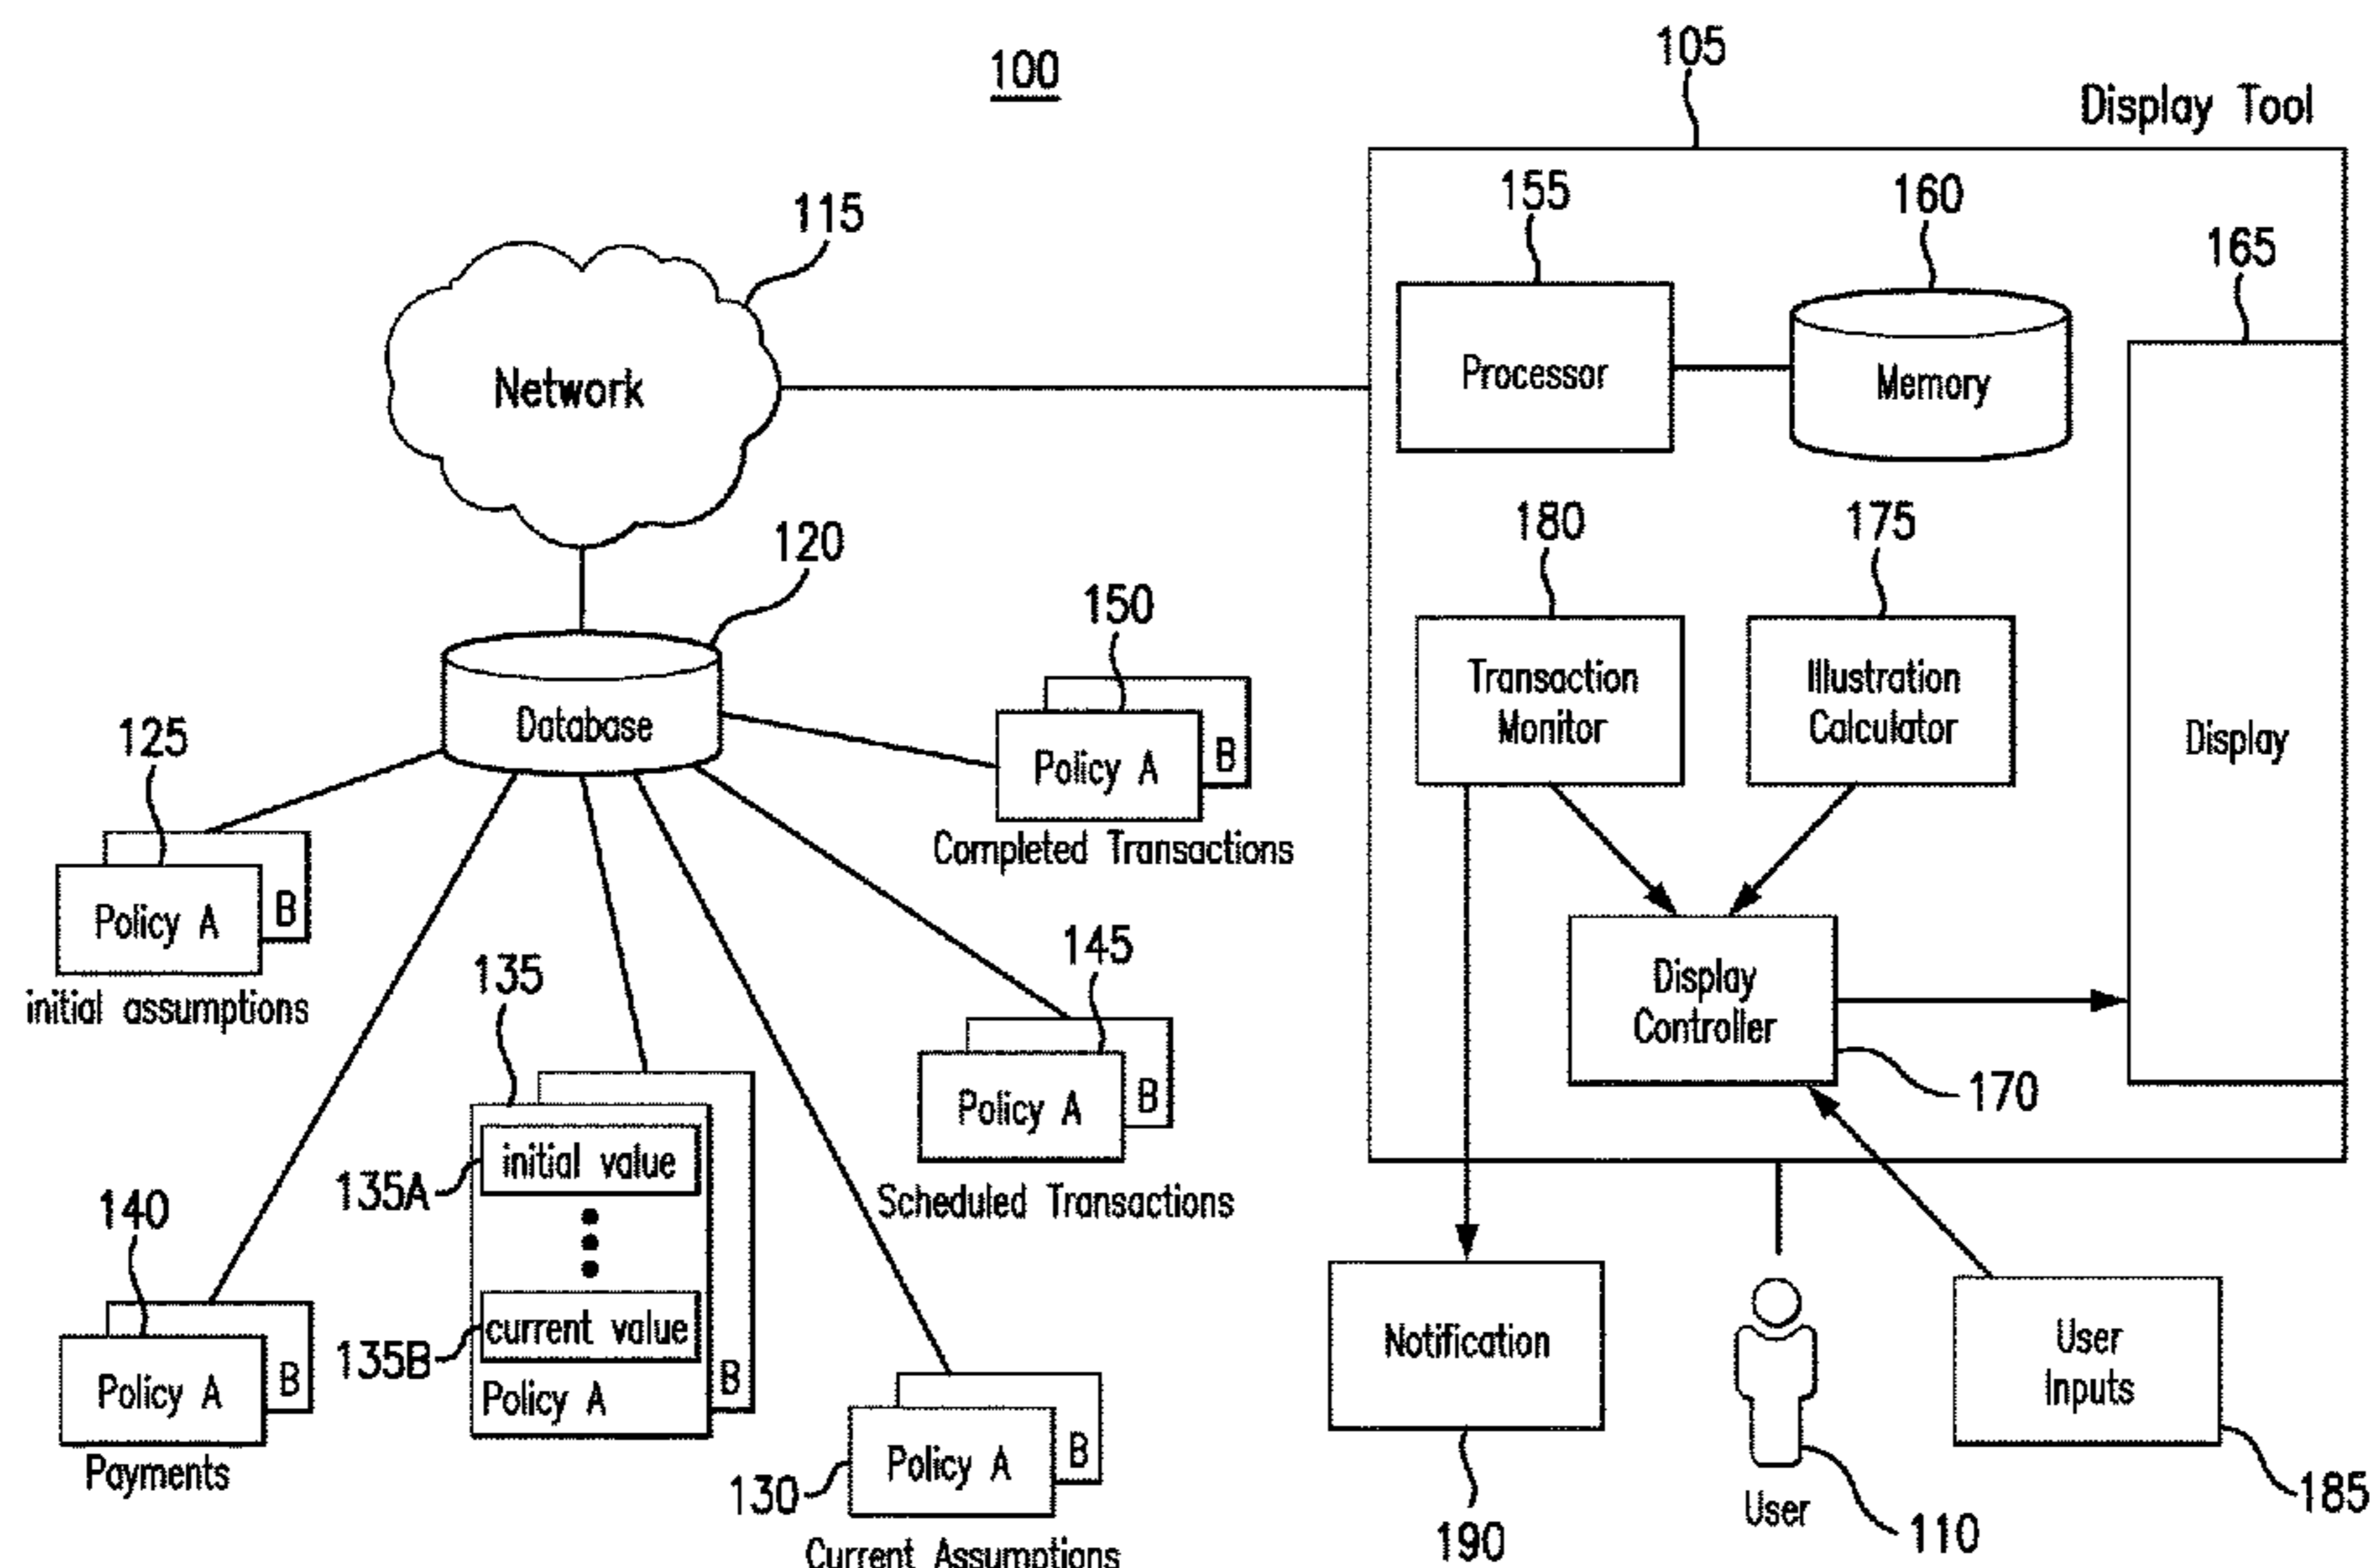 100
105
Display Tool
155
160
165
115
Network
Processor
Memory
120
180
175
Database
150
Policy A
B
Completed Transactions
Transaction
Monitor
Illustration
Calculator
Display
125
Policy A
B
initial assumptions
145
Policy A
B
Scheduled Transactions
Display
Controller
170
135
135A
initial value
135B
current value
Policy A
B
140
Policy A
B
Payments
130
Policy A
B
Current Assumptions
Notification
190
User
110
User
Inputs
185